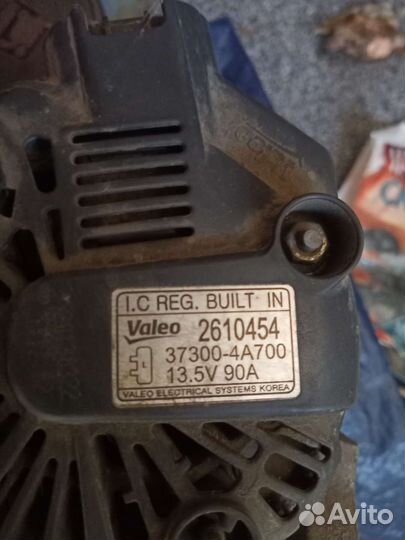 I.C REG. BUILT IN
Valeo 2610454
37300-4A700
13.5V 90A
VALEO ELECTRICAL SYSTEMS KOREA
Avito